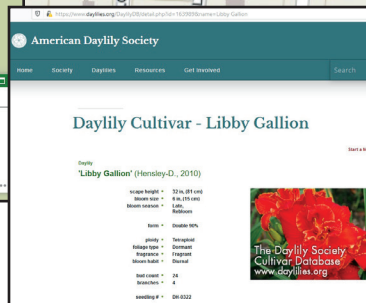 https://www.daylilies.org/DaylilyDB/detail.php?id=163980&name=Libby Gallion
American Daylily Society
Home Society Daylilies Resources Get Involved Search
Daylily Cultivar - Libby Gallion
Start a
Daylily
'Libby Gallion' (Hensley-D., 2010)
scape height 32 in, (81 cm)
bloom size 6 in, (15 cm)
bloom season Late,
Rebloom
form Double 90%
ploidy Tetraploid
foliage type Dormant
fragrance Fragrant
bloom habit Diurnal
bud count 24
branches 4
seedling # DH 0322
The Daylily Society
Cultivar Database
www.daylilies.org